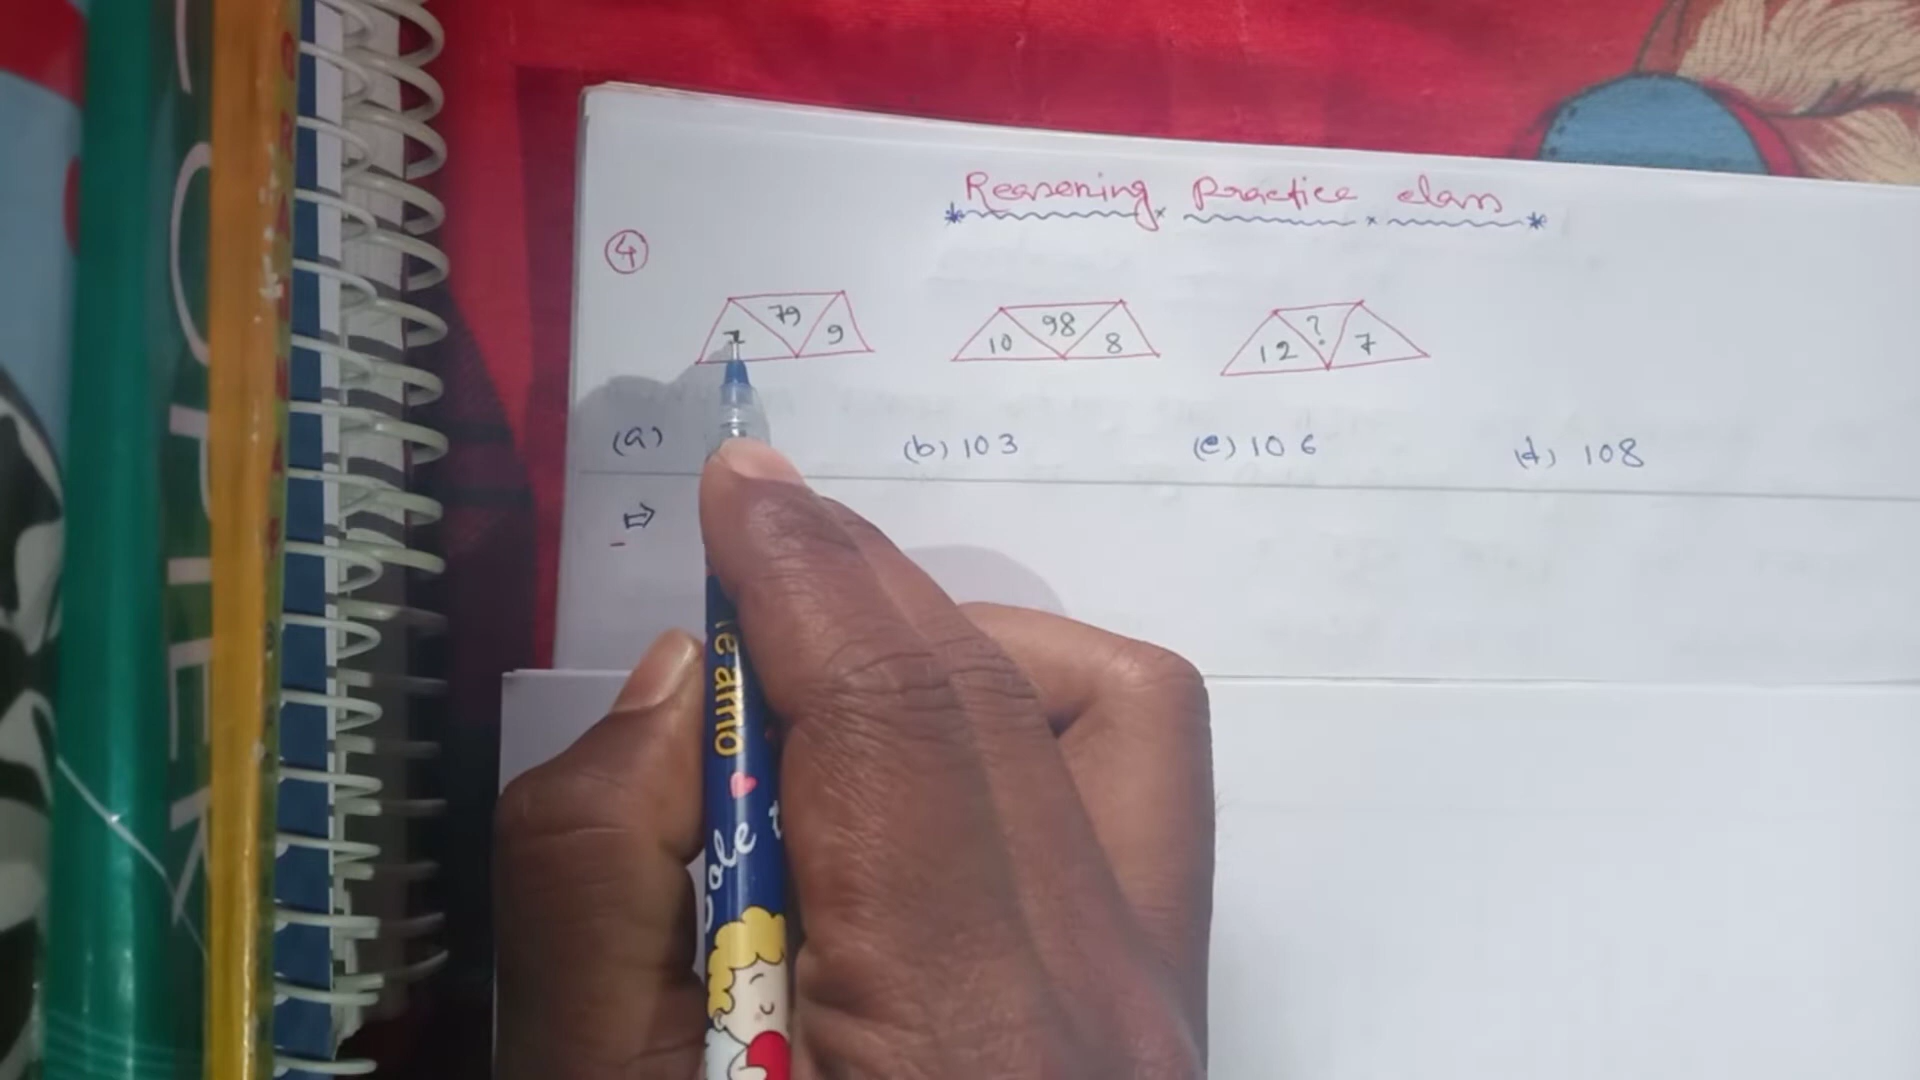 Reasoning Practice class
4
7 79 9 10 98 8 12 ? 7
(a) (b) 103 (c) 106 (d) 108